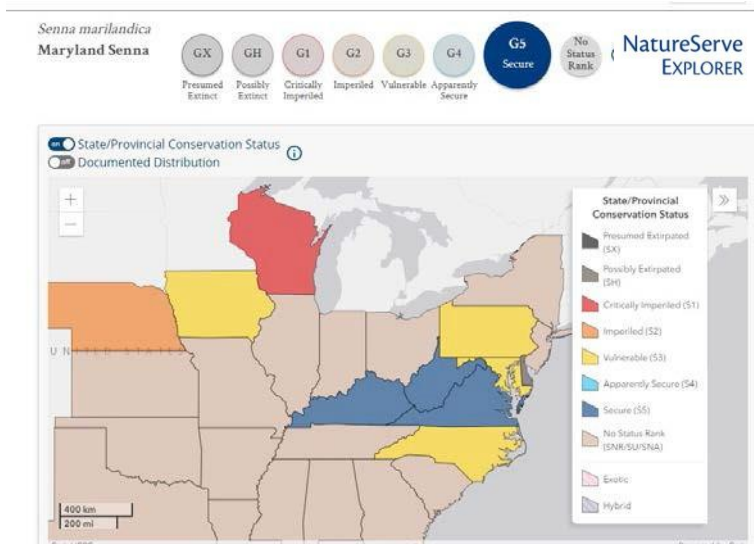 Senna marilandica
Maryland Senna
GX
GH
G1
G2
G3
G4
G5
Secure
No
Status
Rank
Presumed
Extinct
Possibly
Extinct
Critically
Imperiled
Imperiled
Vulnerable
Apparently
Secure
NatureServe
EXPLORER
on State/Provincial Conservation Status
off Documented Distribution
i
+
−
State/Provincial
Conservation Status
»
Presumed Extirpated
(SX)
Possibly Extirpated
(SH)
Critically Imperiled (S1)
Imperiled (S2)
Vulnerable (S3)
Apparently Secure (S4)
Secure (S5)
No Status Rank
(SNR/SU/SNA)
Exotic
Hybrid
UNITED STATES
400 km
200 mi